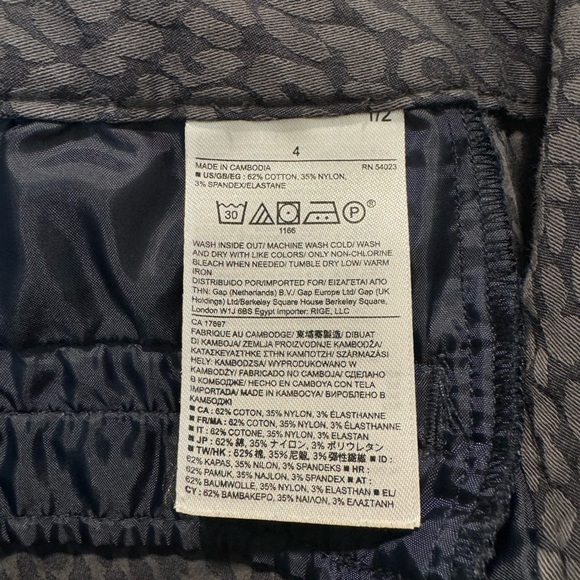 1/2
4
MADE IN CAMBODIA RN 54023
■ US/GB/EG : 62% COTTON, 35% NYLON,
3% SPANDEX/ELASTANE
30 P
1166
WASH INSIDE OUT/ MACHINE WASH COLD/ WASH
AND DRY WITH LIKE COLORS/ ONLY NON-CHLORINE
BLEACH WHEN NEEDED/ TUMBLE DRY LOW/ WARM
IRON
DISTRIBUIDO POR/IMPORTED FOR/ ΕΙΣΑΓΕΤΑΙ ΑΠΟ
ΤΗΝ: Gap (Netherlands) B.V./ Gap Europe Ltd/ Gap (UK
Holdings) Ltd/Berkeley Square House Berkeley Square,
London W1J 6BS Egypt Importer: RIGE, LLC
CA 17897
FABRIQUE AU CAMBODGE/ 柬埔寨製造/ DIBUAT
DI KAMBOJA/ ZEMLJA PROIZVODNJE KAMBODŽA/
ΚΑΤΑΣΚΕΥΑΣΤΗΚΕ ΣΤΗΝ ΚΑΜΠΟΤΖΗ/ SZÁRMAZÁSI
HELY: KAMBODZSA/ WYPRODUKOWANO W
KAMBODŻY/ FABRICADO NO CAMBOJA/ СДЕЛАНО
В КАМБОДЖЕ/ HECHO EN CAMBOYA CON TELA
IMPORTADA/ MADE IN KAMBOCYA/ ВИРОБЛЕНО В
КАМБОДЖІ
■ CA : 62% COTON, 35% NYLON, 3% ÉLASTHANNE
■ FR/MA : 62% COTON, 35% NYLON, 3% ÉLASTHANNE
■ IT : 62% COTONE, 35% NYLON, 3% ELASTAN
■ JP : 62% 綿, 35% ナイロン, 3% ポリウレタン
■ TW/HK : 62% 棉, 35% 尼龍, 3% 彈性纖維 ■ ID :
62% KAPAS, 35% NILON, 3% SPANDEKS ■ HR :
62% PAMUK, 35% NAJLON, 3% ELASTAN ■ AT :
62% BAUMWOLLE, 35% NYLON, 3% ELASTHAN ■ EL/
CY : 62% ΒΑΜΒΑΚΕΡΟ, 35% ΝΑΙΛΟΝ, 3% ΕΛΑΣΤΑΝΗ